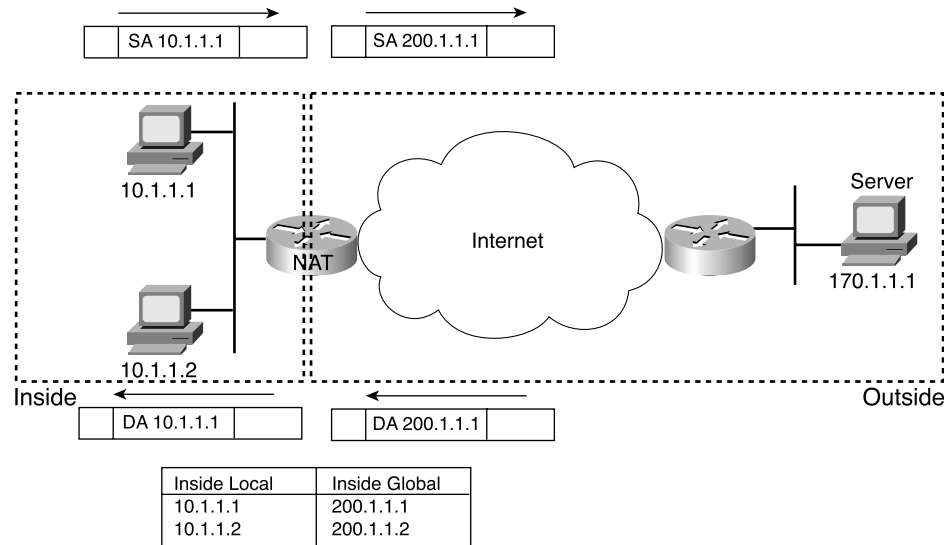 SA 10.1.1.1
SA 200.1.1.1
10.1.1.1
Server
Internet
NAT
170.1.1.1
10.1.1.2
Inside
Outside
DA 10.1.1.1
DA 200.1.1.1
Inside Local Inside Global
10.1.1.1 200.1.1.1
10.1.1.2 200.1.1.2